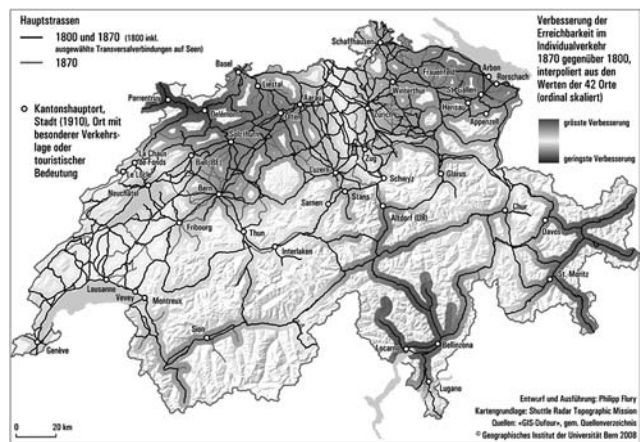 Hauptstrassen
1800 und 1870 (1800 inkl.
ausgewählte Transversalverbindungen auf Seen)
1870
Kantonshauptort,
Stadt (1910), Ort mit
besonderer Verkehrs-
lage oder
touristischer
Bedeutung
Verbesserung der
Erreichbarkeit im
Individualverkehr
1870 gegenüber 1800,
interpoliert aus den
Werten der 42 Orte
(ordinal skaliert)
grösste Verbesserung
geringste Verbesserung
Schaffhausen
Basel
Liestal
Frauenfeld
Arbon
Rorschach
Winterthur
St. Gallen
Porrentruy
Delémont
Aarau
Olten
Zürich
Herisau
Appenzell
Solothurn
La Chaux-
de-Fonds
Biel/BE
Zug
Le Locle
Luzern
Schwyz
Glarus
Neuchâtel
Bern
Stans
Sarnen
Altdorf (UR)
Chur
Davos
Fribourg
Thun
Interlaken
St. Moritz
Lausanne
Vevey
Montreux
Sion
Genève
Locarno
Bellinzona
Lugano
0 20 km
Entwurf und Ausführung: Philipp Flury
Kartengrundlage: Shuttle Radar Topographic Mission
Quellen: «GIS-Dufour», gem. Quellenverzeichnis
© Geographisches Institut der Universität Bern 2008